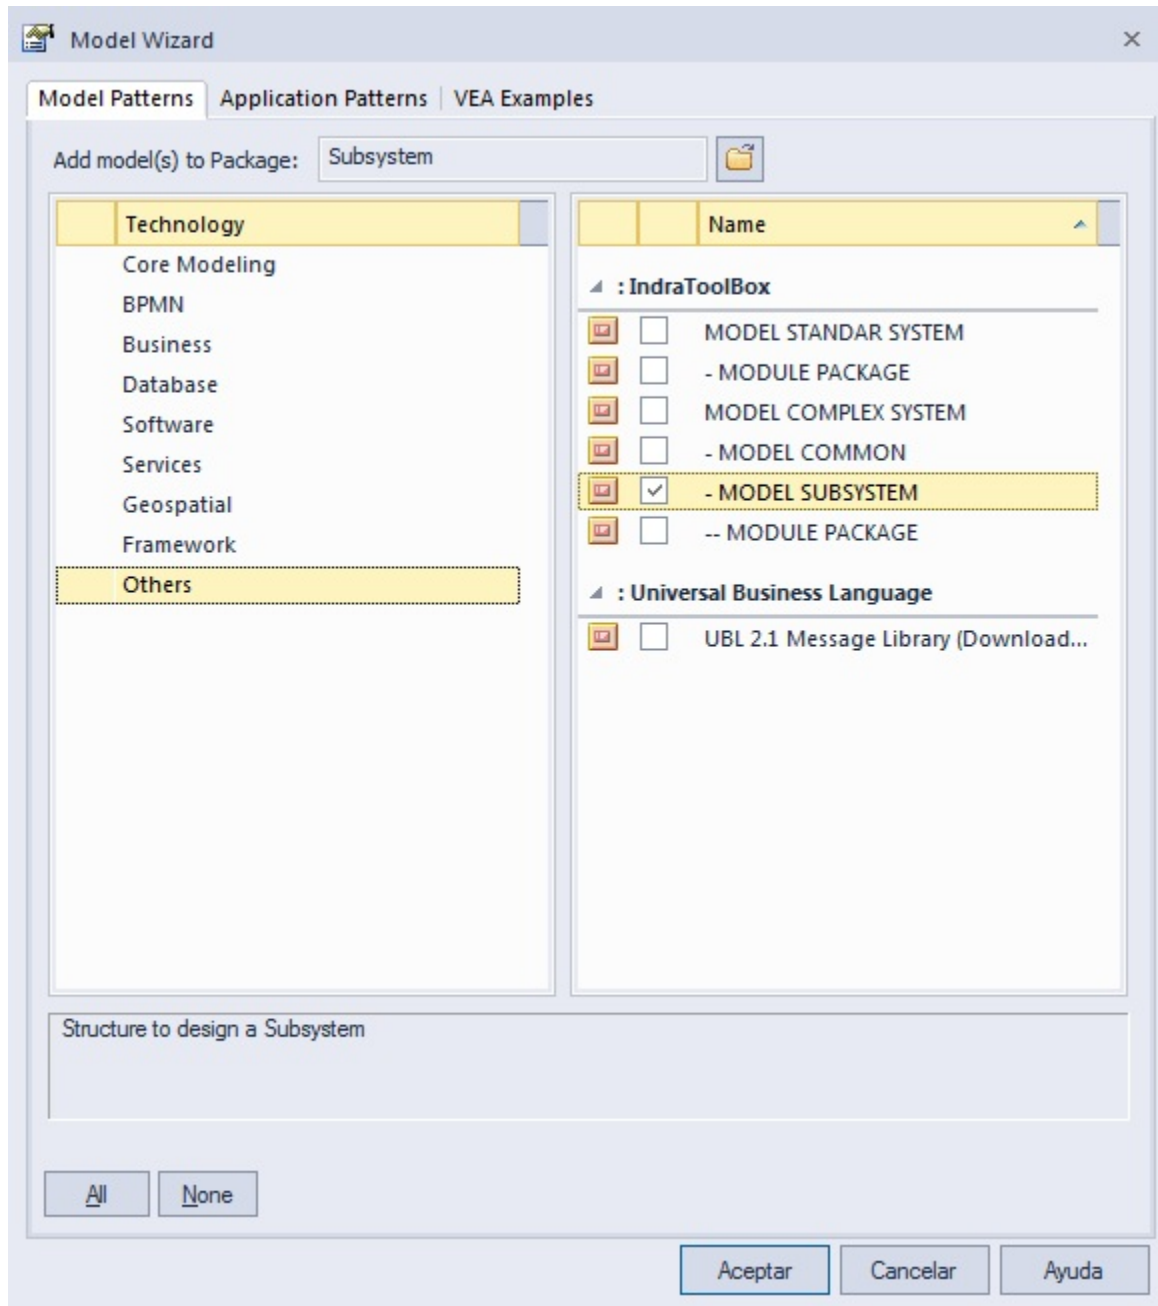 Model Wizard
Model Patterns
Application Patterns
VEA Examples
Add model(s) to Package:
Subsystem
Technology
Core Modeling
BPMN
Business
Database
Software
Services
Geospatial
Framework
Others
Name
: IndraToolBox
MODEL STANDAR SYSTEM
- MODULE PACKAGE
MODEL COMPLEX SYSTEM
- MODEL COMMON
- MODEL SUBSYSTEM
-- MODULE PACKAGE
: Universal Business Language
UBL 2.1 Message Library (Download...
Structure to design a Subsystem
All
None
Aceptar
Cancelar
Ayuda